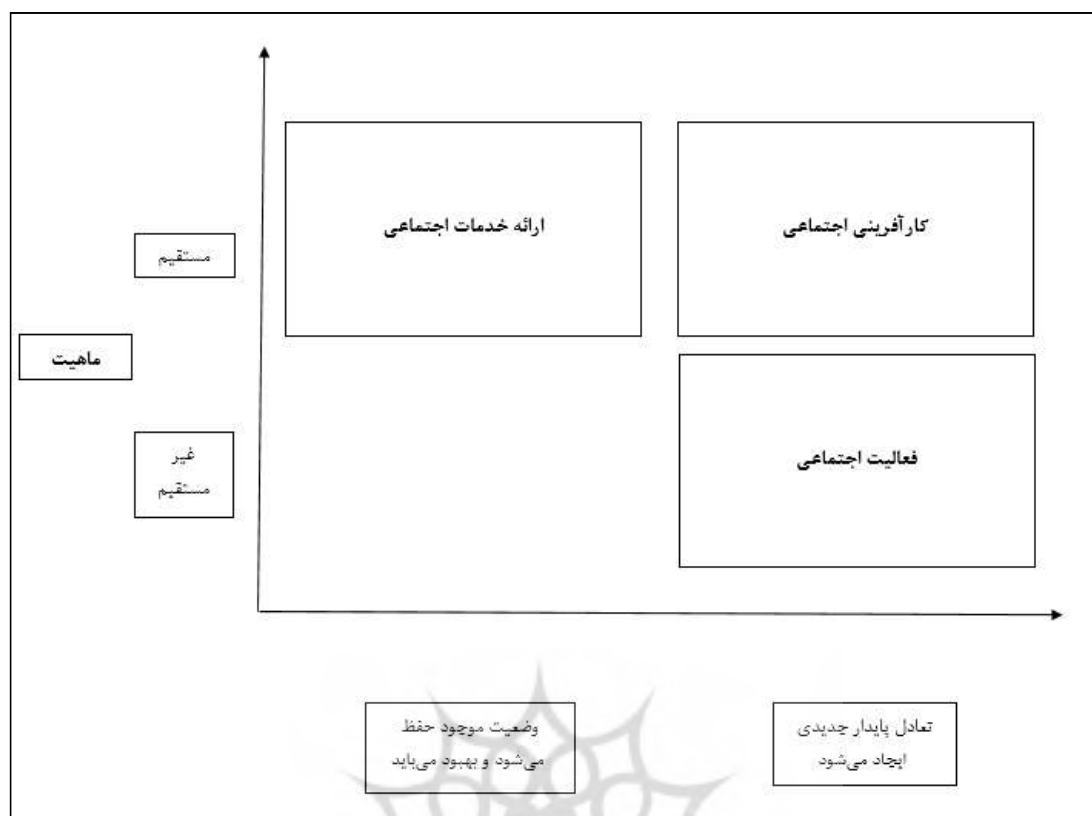 کارآفرینی اجتماعی
ارائه خدمات اجتماعی
مستقیم
ماهیت
غیر
مستقیم
فعالیت اجتماعی
تعادل پایدار جدیدی
ایجاد می‌شود
وضعیت موجود حفظ
می‌شود و بهبود می‌یابد